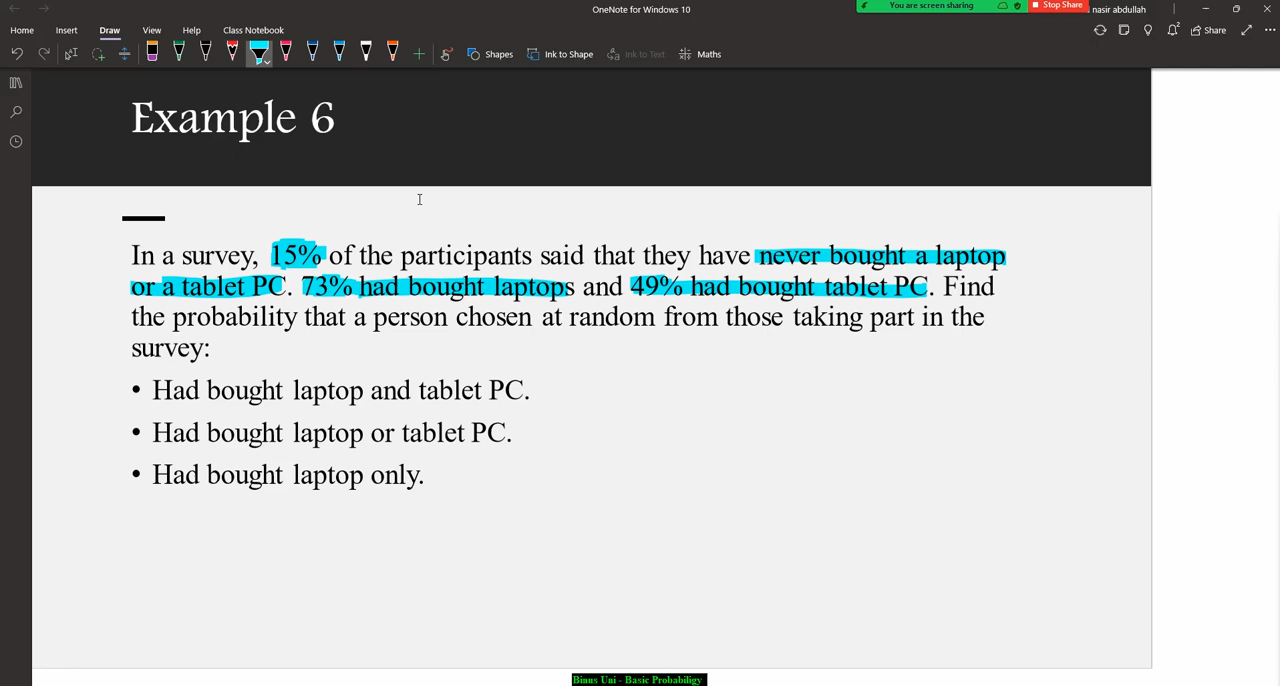 OneNote for Windows 10
You are screen sharing
Stop Share
nasir abdullah
Home Insert Draw View Help Class Notebook
Share
Shapes Ink to Shape Ink to Text Maths
Example 6
In a survey, 15% of the participants said that they have never bought a laptop
or a tablet PC. 73% had bought laptops and 49% had bought tablet PC. Find
the probability that a person chosen at random from those taking part in the
survey:
• Had bought laptop and tablet PC.
• Had bought laptop or tablet PC.
• Had bought laptop only.
Binus Uni - Basic Probabiligy